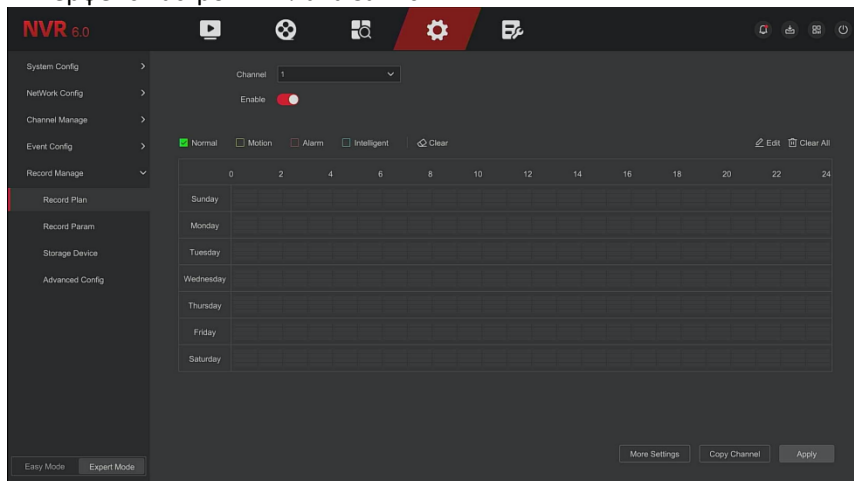 NVR 6.0
System Config
NetWork Config
Channel Manage
Event Config
Record Manage
Record Plan
Record Param
Storage Device
Advanced Config
Easy Mode Expert Mode
Channel 1
Enable
Normal Motion Alarm Intelligent Clear Edit Clear All
0 2 4 6 8 10 12 14 16 18 20 22 24
Sunday
Monday
Tuesday
Wednesday
Thursday
Friday
Saturday
More Settings Copy Channel Apply